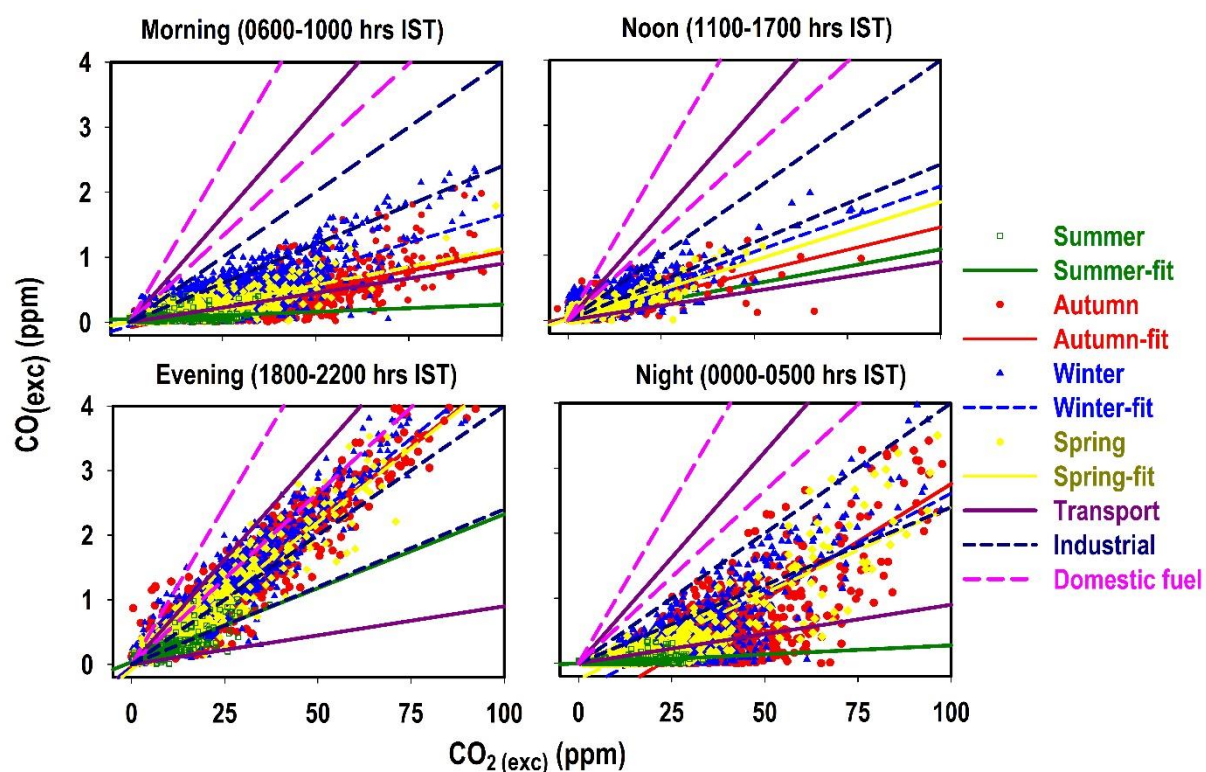 Morning (0600-1000 hrs IST)
Noon (1100-1700 hrs IST)
4
3
2
1
0
Evening (1800-2200 hrs IST)
Night (0000-0500 hrs IST)
4
3
2
1
0
0 25 50 75 100
0 25 50 75 100
CO(exc) (ppm)
CO2 (exc) (ppm)
Summer
Summer-fit
Autumn
Autumn-fit
Winter
Winter-fit
Spring
Spring-fit
Transport
Industrial
Domestic fuel